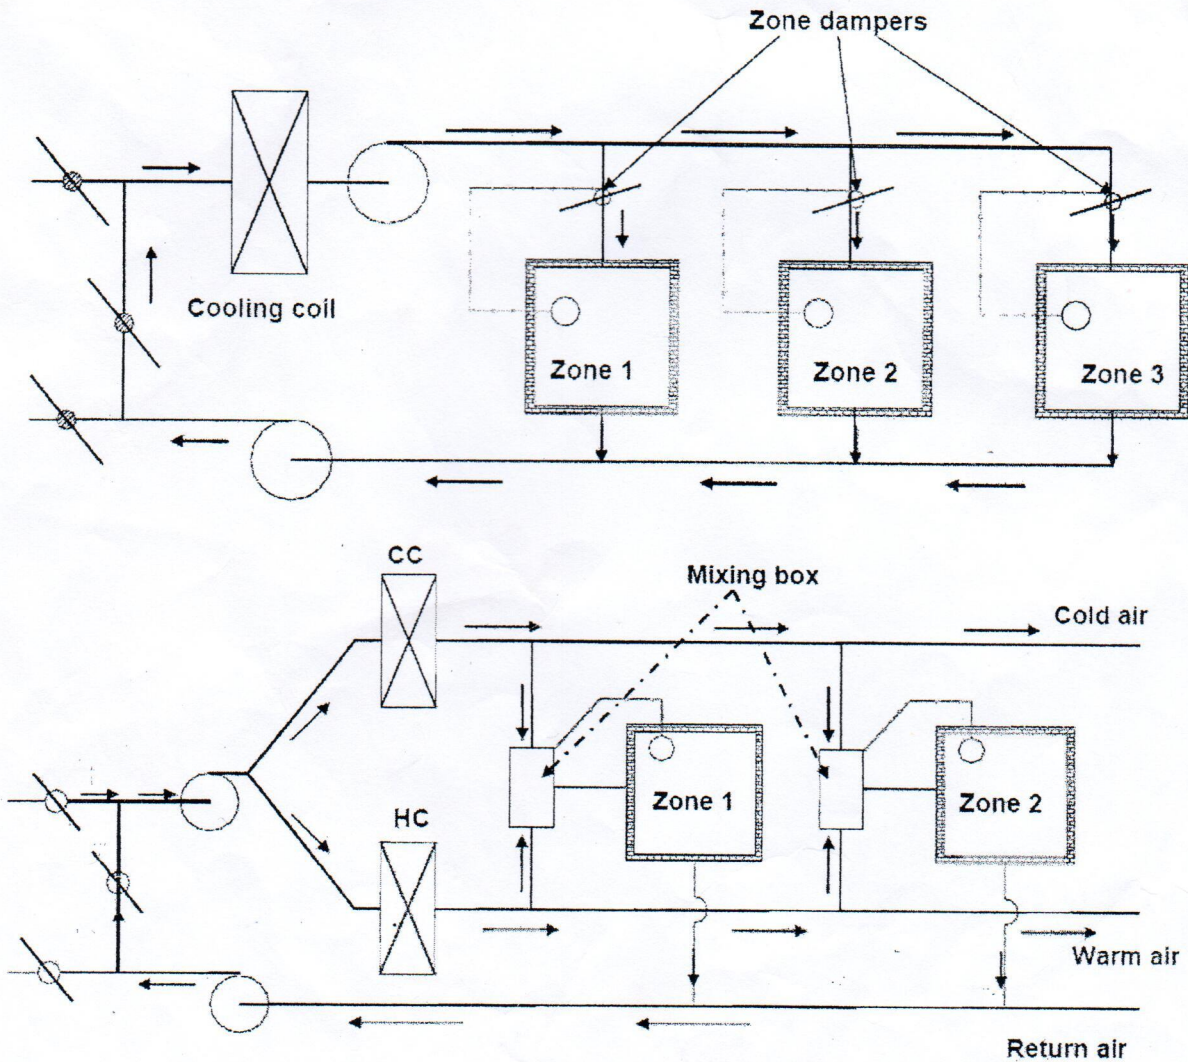 Zone dampers
Cooling coil
Zone 1
Zone 2
Zone 3
CC
Mixing box
Cold air
Zone 1
Zone 2
HC
Warm air
Return air